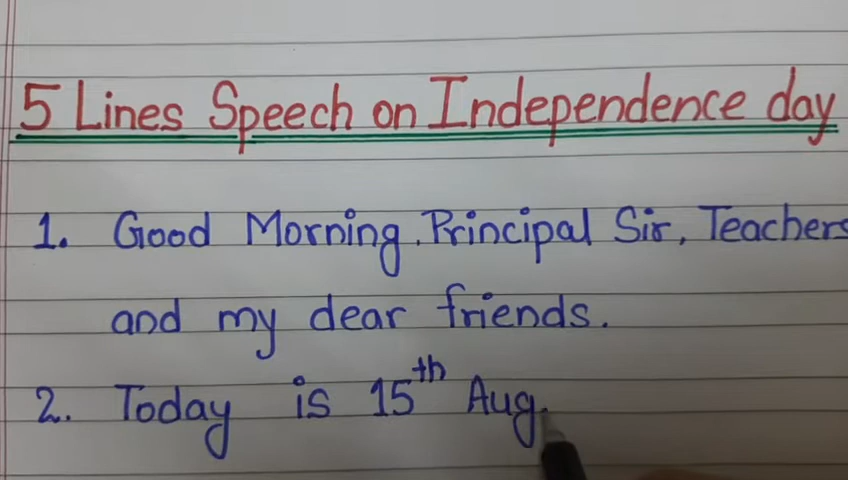 5 Lines Speech on Independence day
1. Good Morning, Principal Sir, Teachers
and my dear friends.
2. Today is 15th Aug